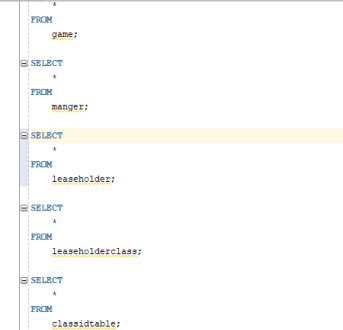 *
FROM
game;
SELECT
*
FROM
manger;
SELECT
*
FROM
leaseholder;
SELECT
*
FROM
leaseholderclass;
SELECT
*
FROM
classidtable;